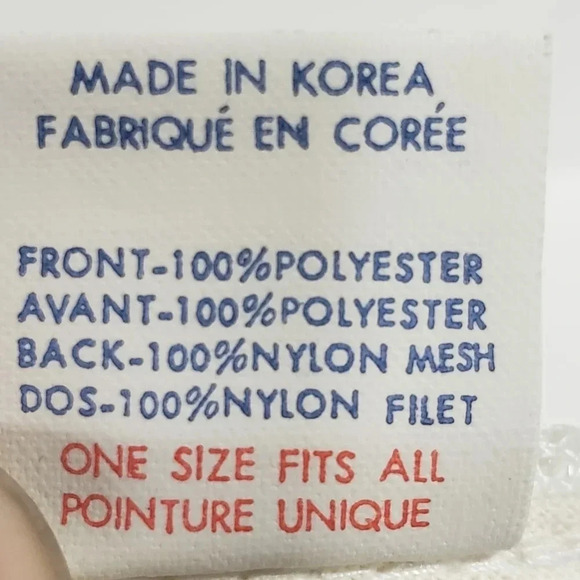 MADE IN KOREA
FABRIQUÉ EN CORÉE
FRONT-100%POLYESTER
AVANT-100%POLYESTER
BACK-100%NYLON MESH
DOS-100%NYLON FILET
ONE SIZE FITS ALL
POINTURE UNIQUE